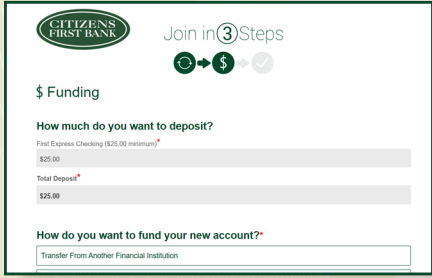 CITIZENS
FIRST BANK
Join in 3 Steps
$
$ Funding
How much do you want to deposit?
First Express Checking ($25.00 minimum)*
$25.00
Total Deposit*
$25.00
How do you want to fund your new account?*
Transfer From Another Financial Institution